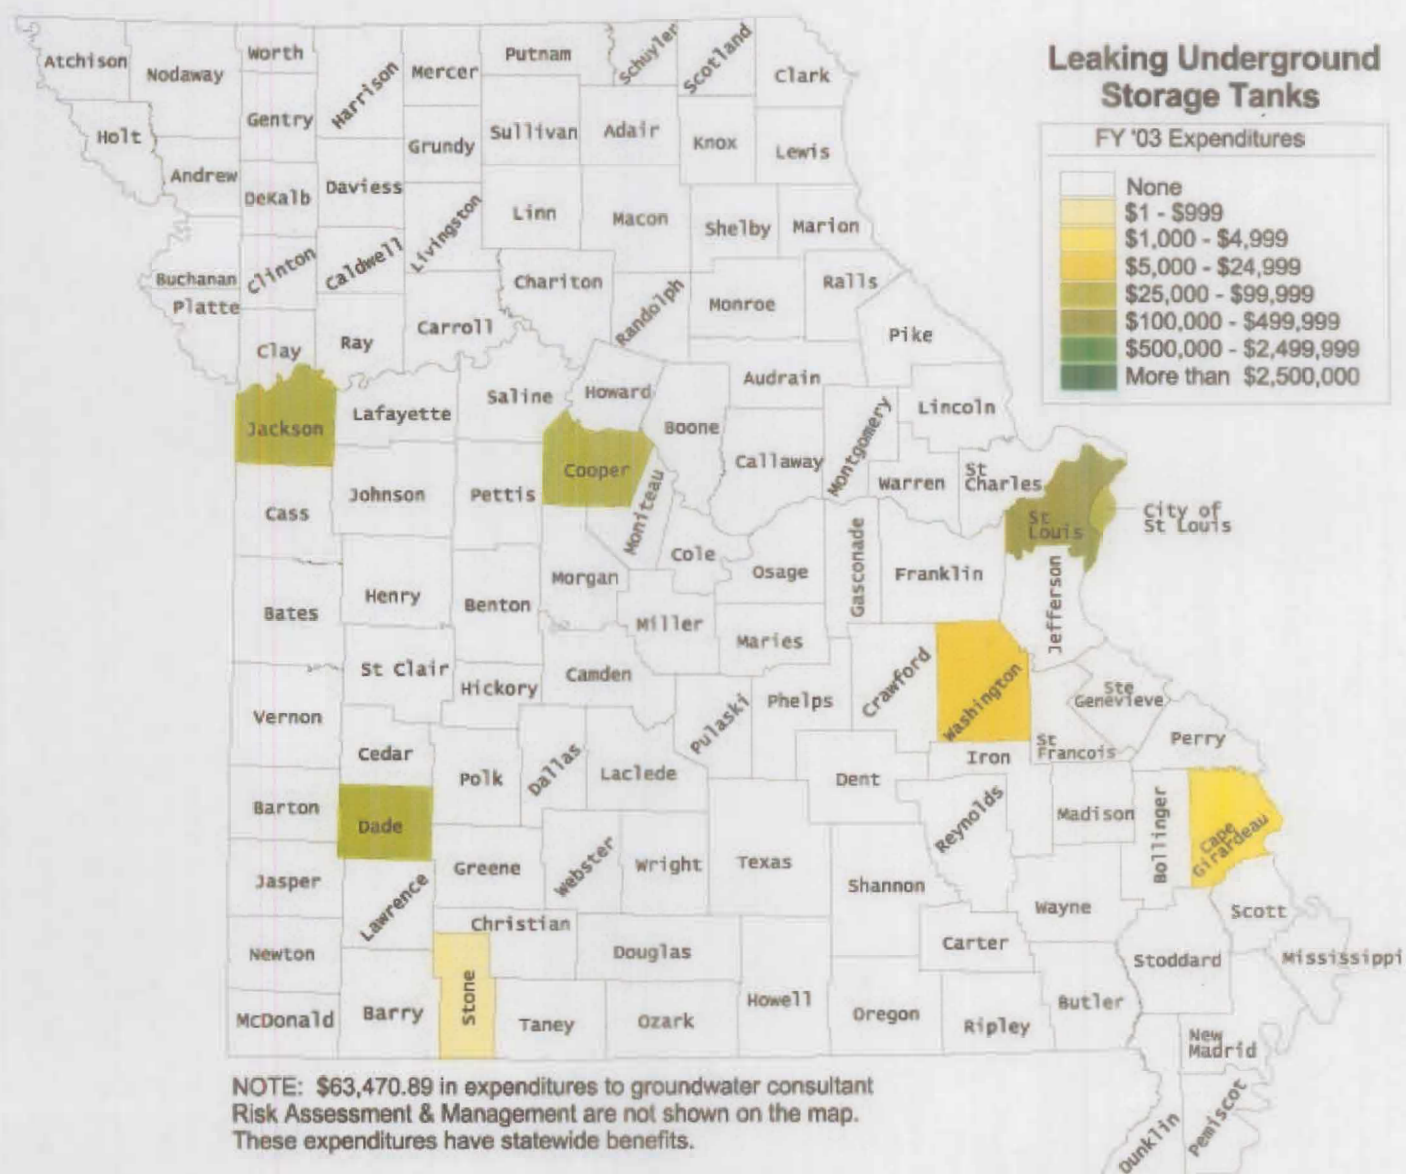 Leaking Underground
Storage Tanks
FY '03 Expenditures
None
$1 - $999
$1,000 - $4,999
$5,000 - $24,999
$25,000 - $99,999
$100,000 - $499,999
$500,000 - $2,499,999
More than $2,500,000
Atchison
Nodaway
Worth
Harrison
Mercer
Putnam
Schuyler
Scotland
Clark
Holt
Gentry
Grundy
Sullivan
Adair
Knox
Lewis
Andrew
DeKalb
Daviess
Livingston
Linn
Macon
Shelby
Marion
Buchanan
Clinton
Caldwell
Chariton
Randolph
Monroe
Ralls
Platte
Clay
Ray
Carroll
Pike
Saline
Howard
Audrain
Jackson
Lafayette
Boone
Lincoln
Cooper
Callaway
Montgomery
Warren
St
Charles
Cass
Johnson
Pettis
Moniteau
St
Louis
City of
St Louis
Cole
Osage
Gasconade
Franklin
Jefferson
Bates
Henry
Benton
Morgan
Miller
Maries
St Clair
Hickory
Camden
Pulaski
Phelps
Crawford
Washington
Ste
Genevieve
Vernon
Cedar
Polk
Dallas
Laclede
Dent
Iron
St
Francois
Perry
Barton
Dade
Greene
Webster
Wright
Texas
Reynolds
Madison
Bollinger
Cape
Girardeau
Jasper
Lawrence
Christian
Shannon
Wayne
Scott
Newton
Stone
Douglas
Carter
Stoddard
Mississippi
McDonald
Barry
Taney
Ozark
Howell
Oregon
Ripley
Butler
New
Madrid
Dunklin
Pemiscot
NOTE: $63,470.89 in expenditures to groundwater consultant
Risk Assessment & Management are not shown on the map.
These expenditures have statewide benefits.